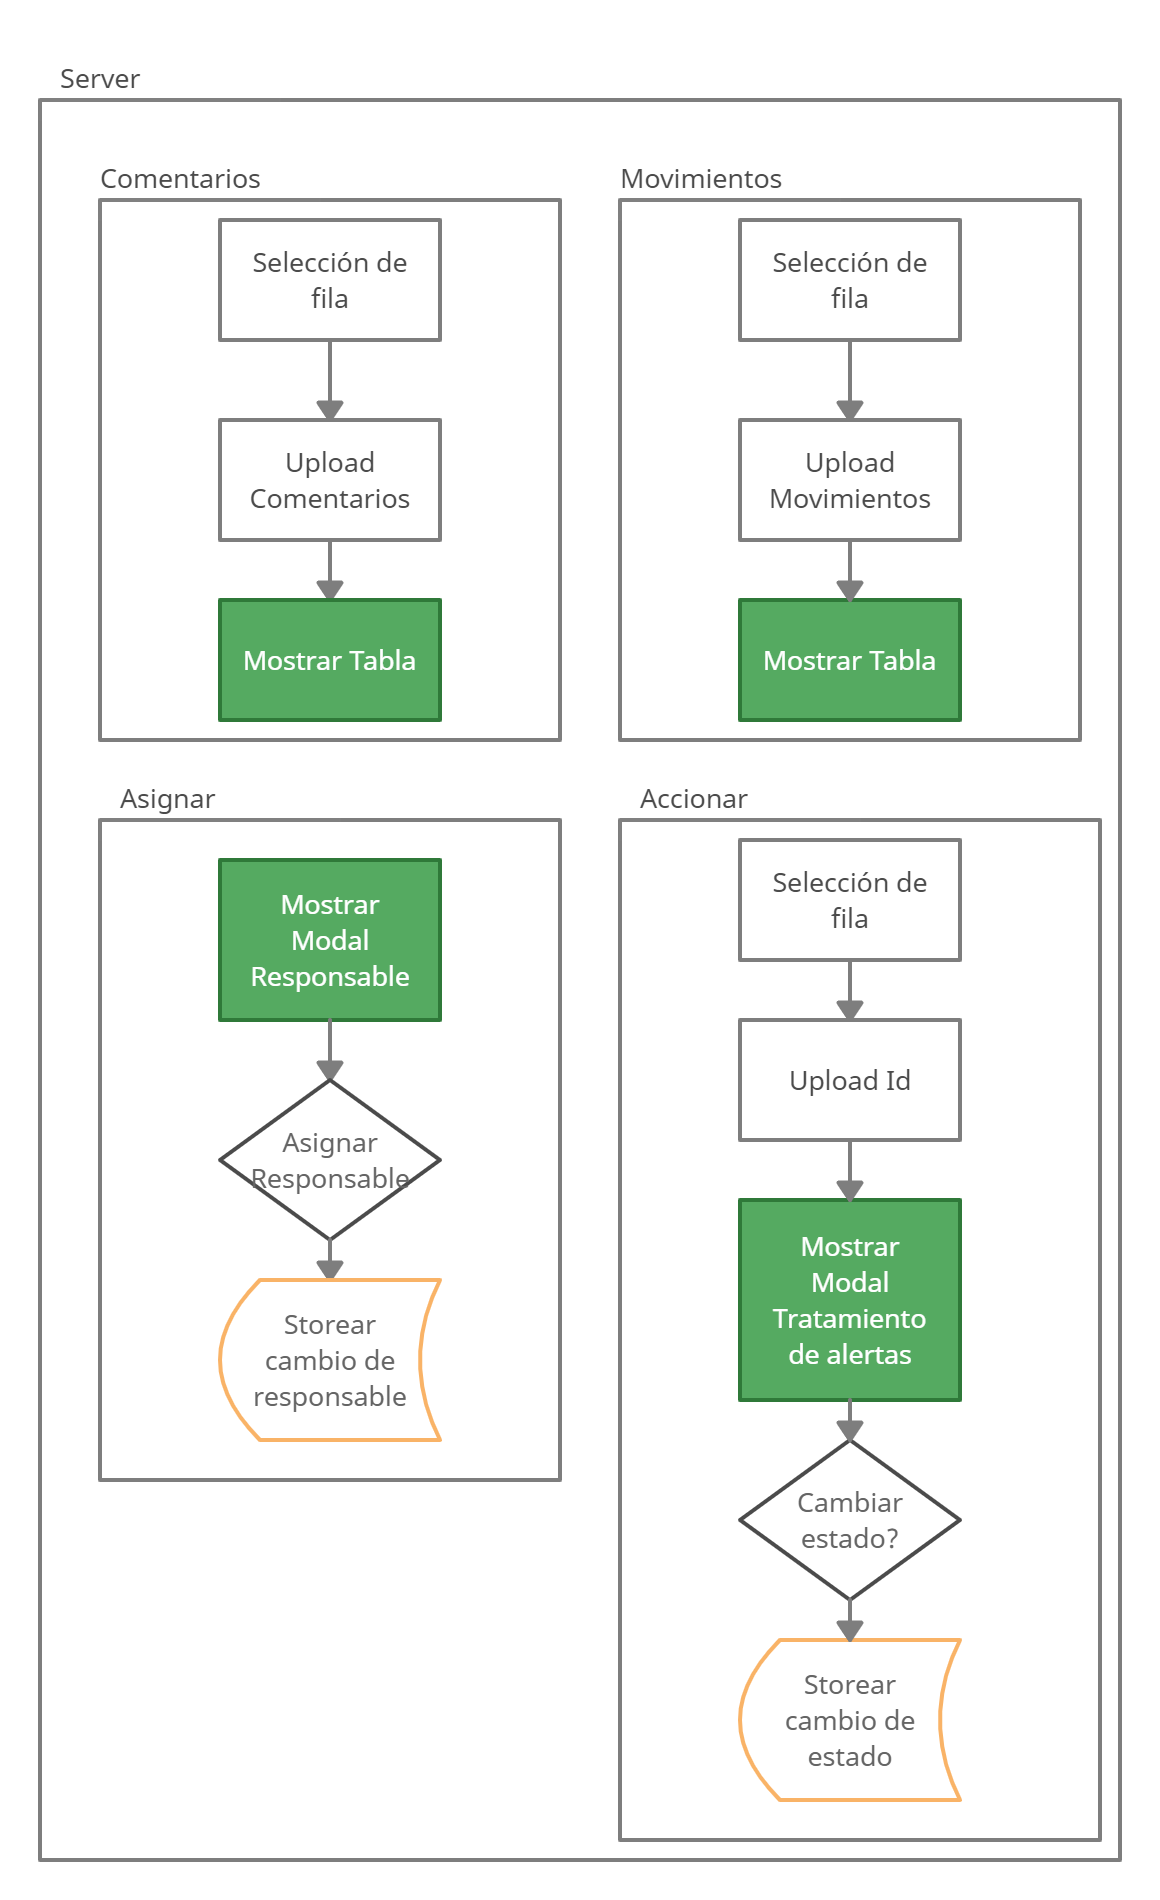 Server
Comentarios
Selección de
fila
Upload
Comentarios
Mostrar Tabla
Movimientos
Selección de
fila
Upload
Movimientos
Mostrar Tabla
Asignar
Mostrar
Modal
Responsable
Asignar
Responsable
Storear
cambio de
responsable
Accionar
Selección de
fila
Upload Id
Mostrar
Modal
Tratamiento
de alertas
Cambiar
estado?
Storear
cambio de
estado